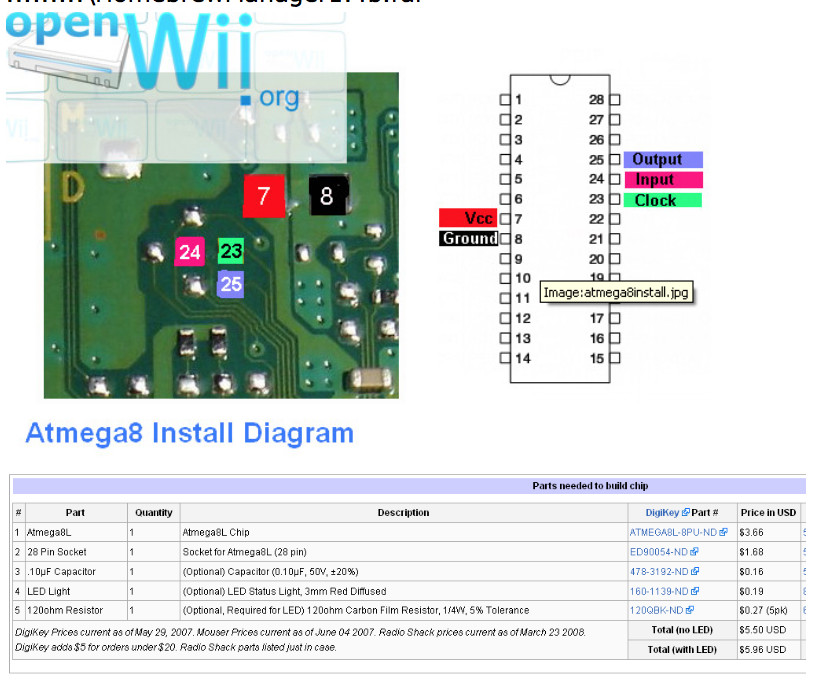 open
Wii
.org
M
D
7
8
24
23
25
1 28
2 27
3 26
4 25 Output
5 24 Input
6 23 Clock
Vcc 7 22
Ground 8 21
9 20
10 19
Image:atmega8install.jpg
11
12 17
13 16
14 15
Atmega8 Install Diagram
Parts needed to build chip
# Part Quantity Description DigiKey Part # Price in USD
1 Atmega8L 1 Atmega8L Chip ATMEGA8L-8PU-ND $3.66
2 28 Pin Socket 1 Socket for Atmega8L (28 pin) ED90054-ND $1.68
3 .10µF Capacitor 1 (Optional) Capacitor (0.10µF, 50V, ±20%) 478-3192-ND $0.16
4 LED Light 1 (Optional) LED Status Light, 3mm Red Diffused 160-1139-ND $0.19
5 120ohm Resistor 1 (Optional, Required for LED) 120ohm Carbon Film Resistor, 1/4W, 5% Tolerance 120QBK-ND $0.27 (5pk)
DigiKey Prices current as of May 29, 2007. Mouser Prices current as of June 04 2007. Radio Shack prices current as of March 23 2008.
DigiKey adds $5 for orders under $20. Radio Shack parts listed just in case.
Total (no LED) $5.50 USD
Total (with LED) $5.96 USD